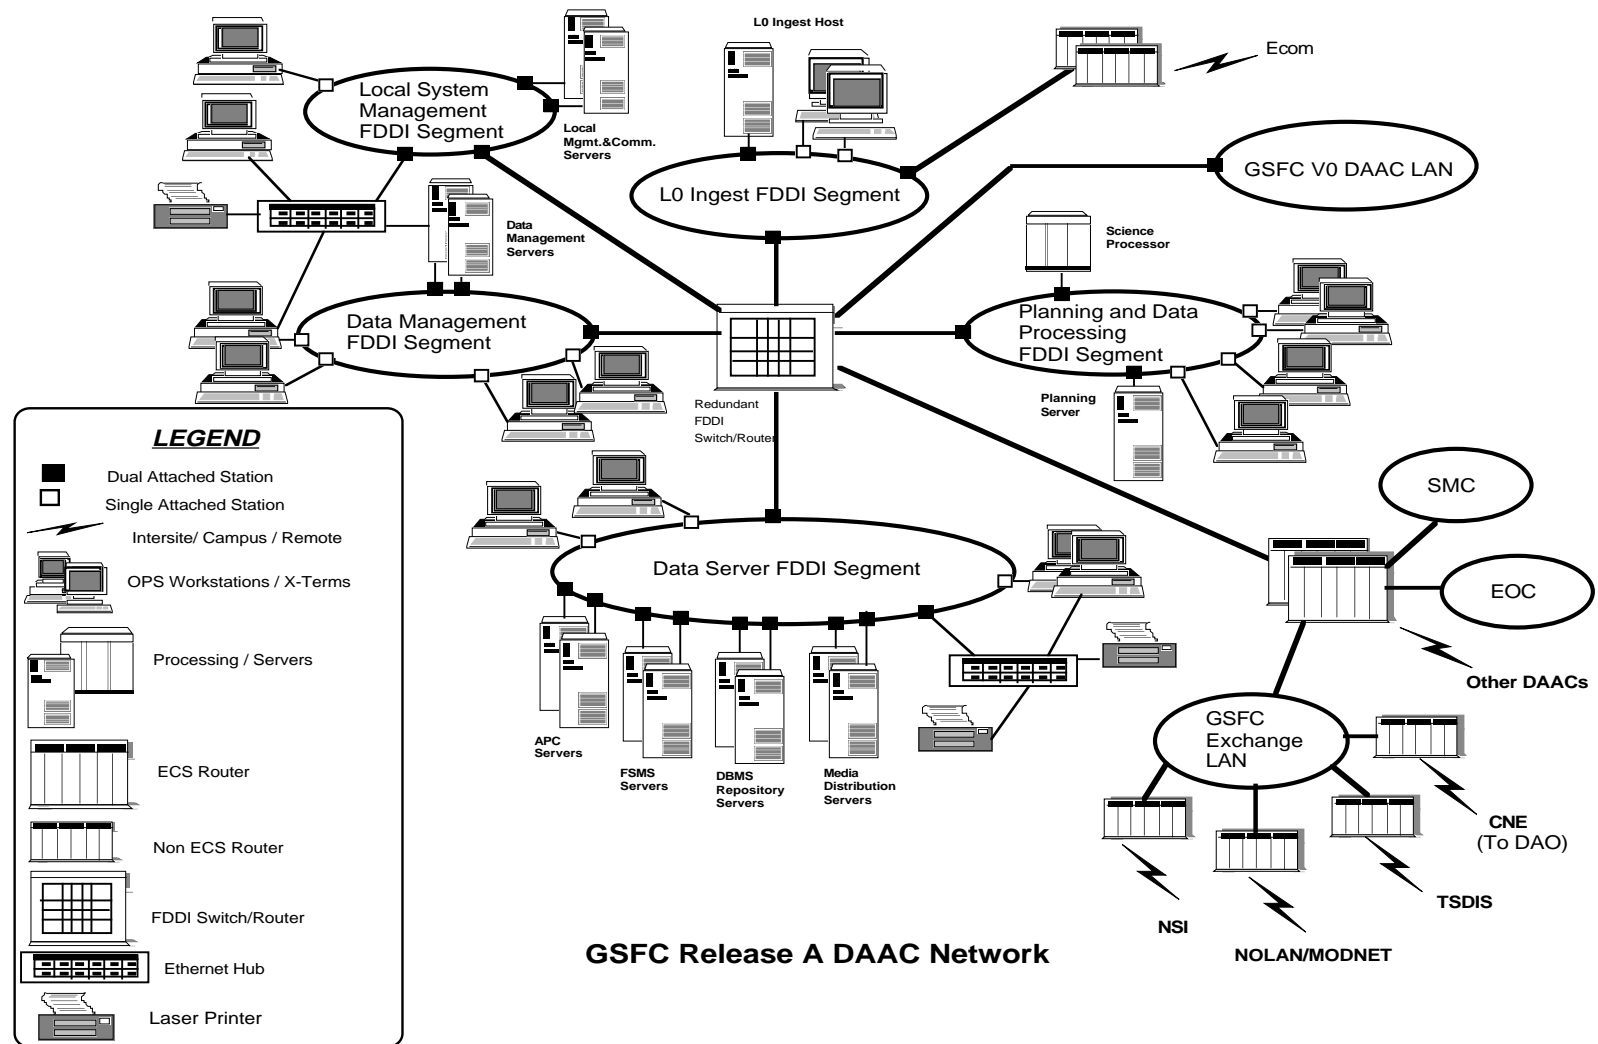 L0 Ingest Host
Ecom
Local System
Management
FDDI Segment
Local
Mgmt.&Comm.
Servers
L0 Ingest FDDI Segment
GSFC V0 DAAC LAN
Data
Management
Servers
Science
Processor
Data Management
FDDI Segment
Planning and Data
Processing
FDDI Segment
Redundant
FDDI
Switch/Router
Planning
Server
LEGEND
Dual Attached Station
Single Attached Station
Intersite/ Campus / Remote
OPS Workstations / X-Terms
Processing / Servers
ECS Router
Non ECS Router
FDDI Switch/Router
Ethernet Hub
Laser Printer
SMC
EOC
Data Server FDDI Segment
Other DAACs
APC
Servers
FSMS
Servers
DBMS
Repository
Servers
Media
Distribution
Servers
GSFC
Exchange
LAN
CNE
(To DAO)
TSDIS
NSI
NOLAN/MODNET
GSFC Release A DAAC Network